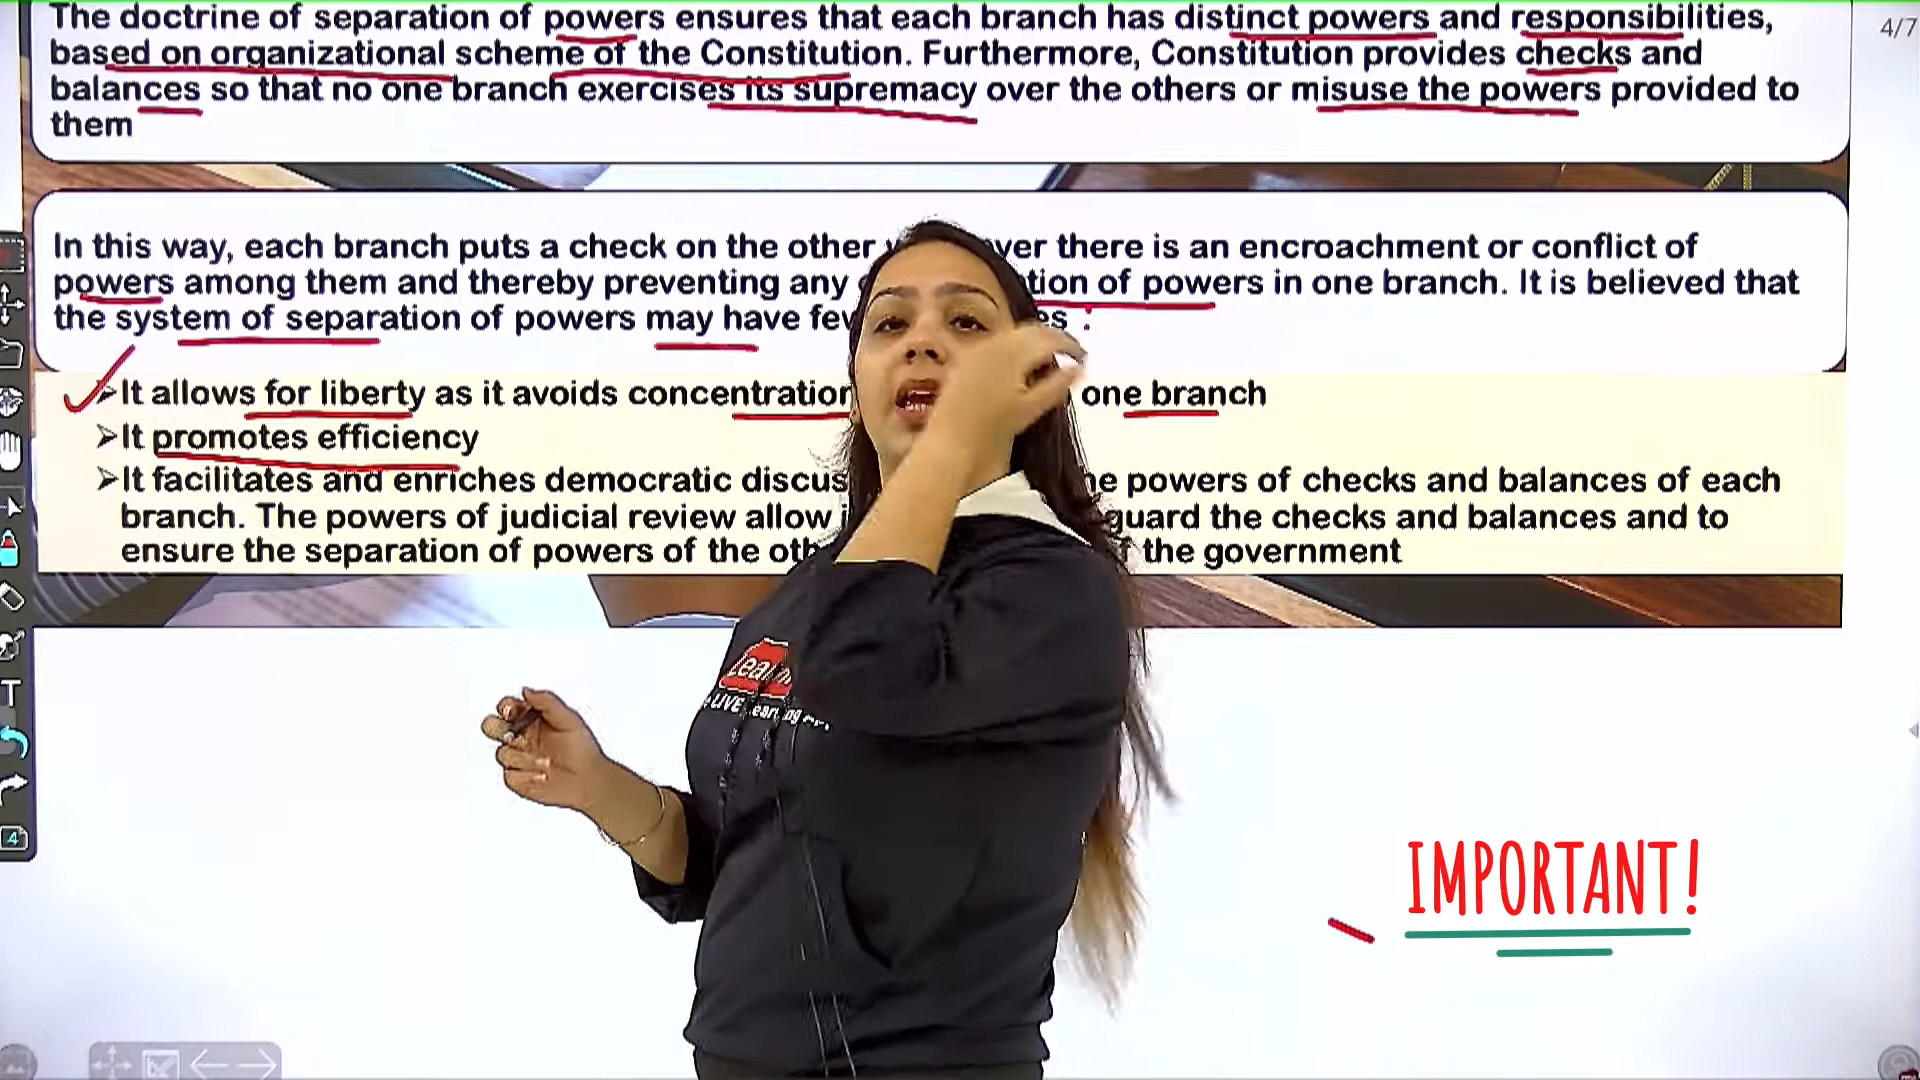 The doctrine of separation of powers ensures that each branch has distinct powers and responsibilities,
based on organizational scheme of the Constitution. Furthermore, Constitution provides checks and
balances so that no one branch exercises its supremacy over the others or misuse the powers provided to
them
4/7
In this way, each branch puts a check on the other there is an encroachment or conflict of
powers among them and thereby preventing any of powers in one branch. It is believed that
the system of separation of powers may have few :
➢It allows for liberty as it avoids concentration one branch
➢It promotes efficiency
➢It facilitates and enriches democratic powers of checks and balances of each
branch. The powers of judicial review allow guard the checks and balances and to
ensure the separation of powers of the the government
LIVE
IMPORTANT!
T
4